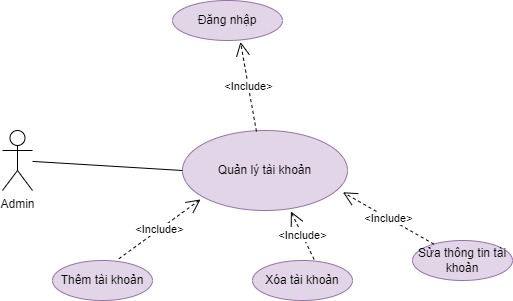 Đăng nhập
<Include>
Quản lý tài khoản
Admin
<Include>
<Include>
<Include>
Thêm tài khoản
Xóa tài khoản
Sửa thông tin tài
khoản